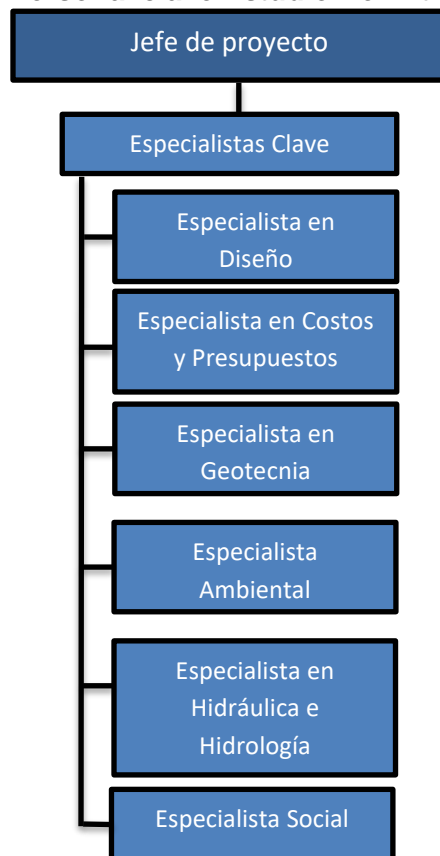 Jefe de proyecto
Especialistas Clave
Especialista en
Diseño
Especialista en Costos
y Presupuestos
Especialista en
Geotecnia
Especialista
Ambiental
Especialista en
Hidráulica e
Hidrología
Especialista Social